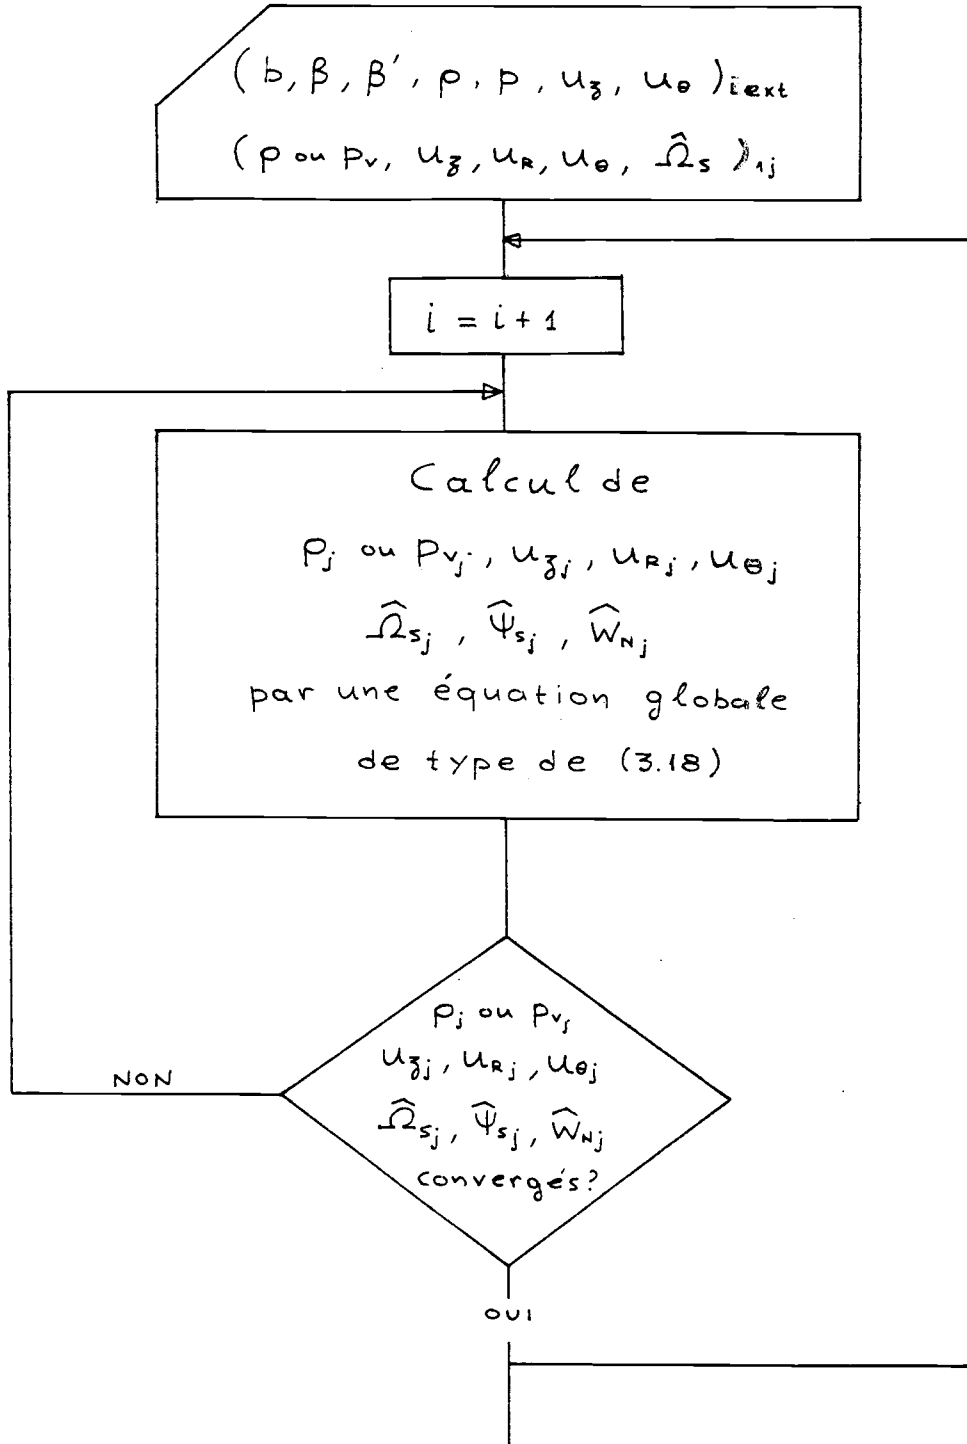 (b, β, β′, ρ, p, u_z, u_θ)_iext
(ρ ou p_v, u_z, u_R, u_θ, Ω̂_s)_1j
i = i + 1
Calcul de
ρ_j ou p_vj, u_zj, u_Rj, u_θj
Ω̂_sj, Ψ̂_sj, Ŵ_Nj
par une équation globale
de type de (3.18)
ρ_j ou p_vj
u_zj, u_Rj, u_θj
Ω̂_sj, Ψ̂_sj, Ŵ_Nj
convergés?
NON
OUI